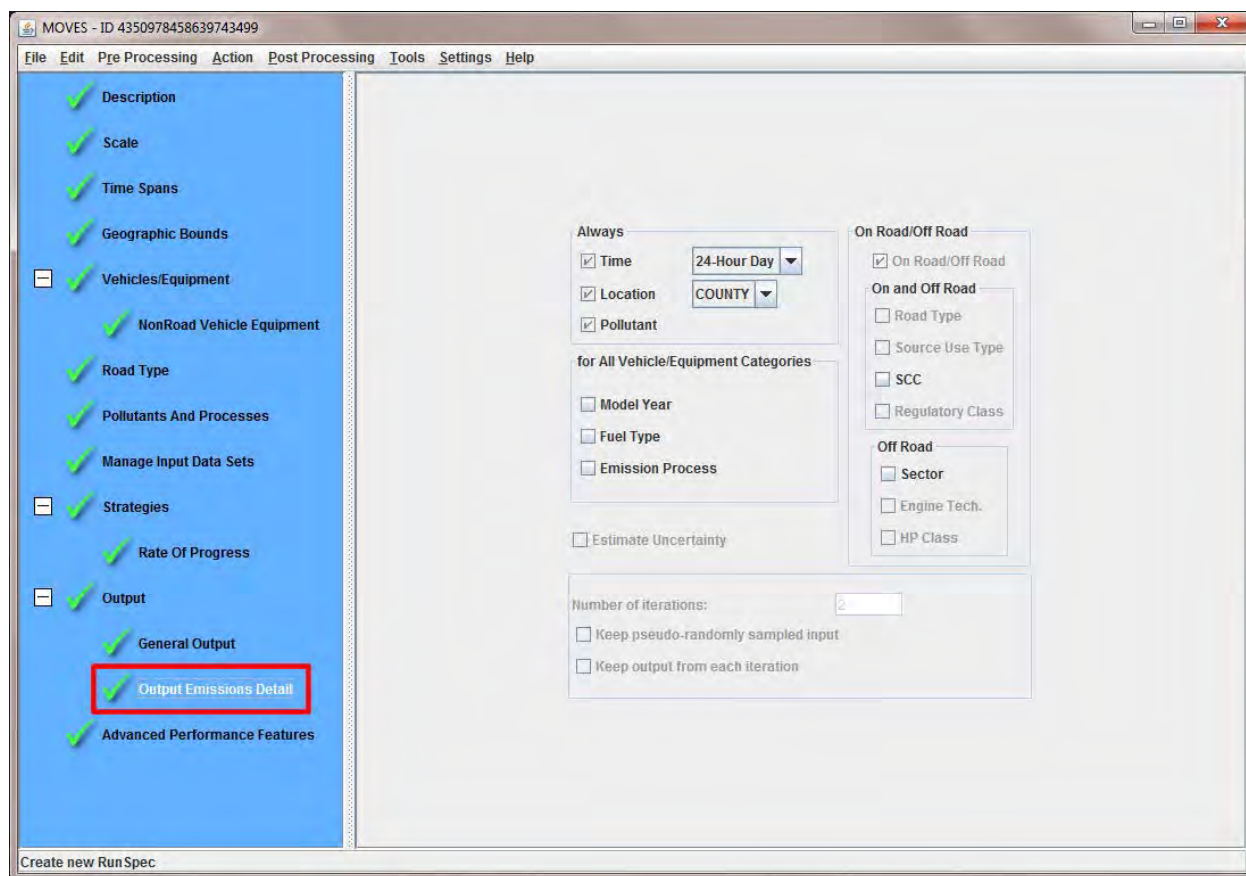 MOVES - ID 4350978458639743499
File Edit Pre Processing Action Post Processing Tools Settings Help
Description
Scale
Time Spans
Geographic Bounds
Vehicles/Equipment
NonRoad Vehicle Equipment
Road Type
Pollutants And Processes
Manage Input Data Sets
Strategies
Rate Of Progress
Output
General Output
Output Emissions Detail
Advanced Performance Features
Always
Time 24-Hour Day
Location COUNTY
Pollutant
for All Vehicle/Equipment Categories
Model Year
Fuel Type
Emission Process
Estimate Uncertainty
On Road/Off Road
On Road/Off Road
On and Off Road
Road Type
Source Use Type
SCC
Regulatory Class
Off Road
Sector
Engine Tech.
HP Class
Number of iterations: 2
Keep pseudo-randomly sampled input
Keep output from each iteration
Create new RunSpec